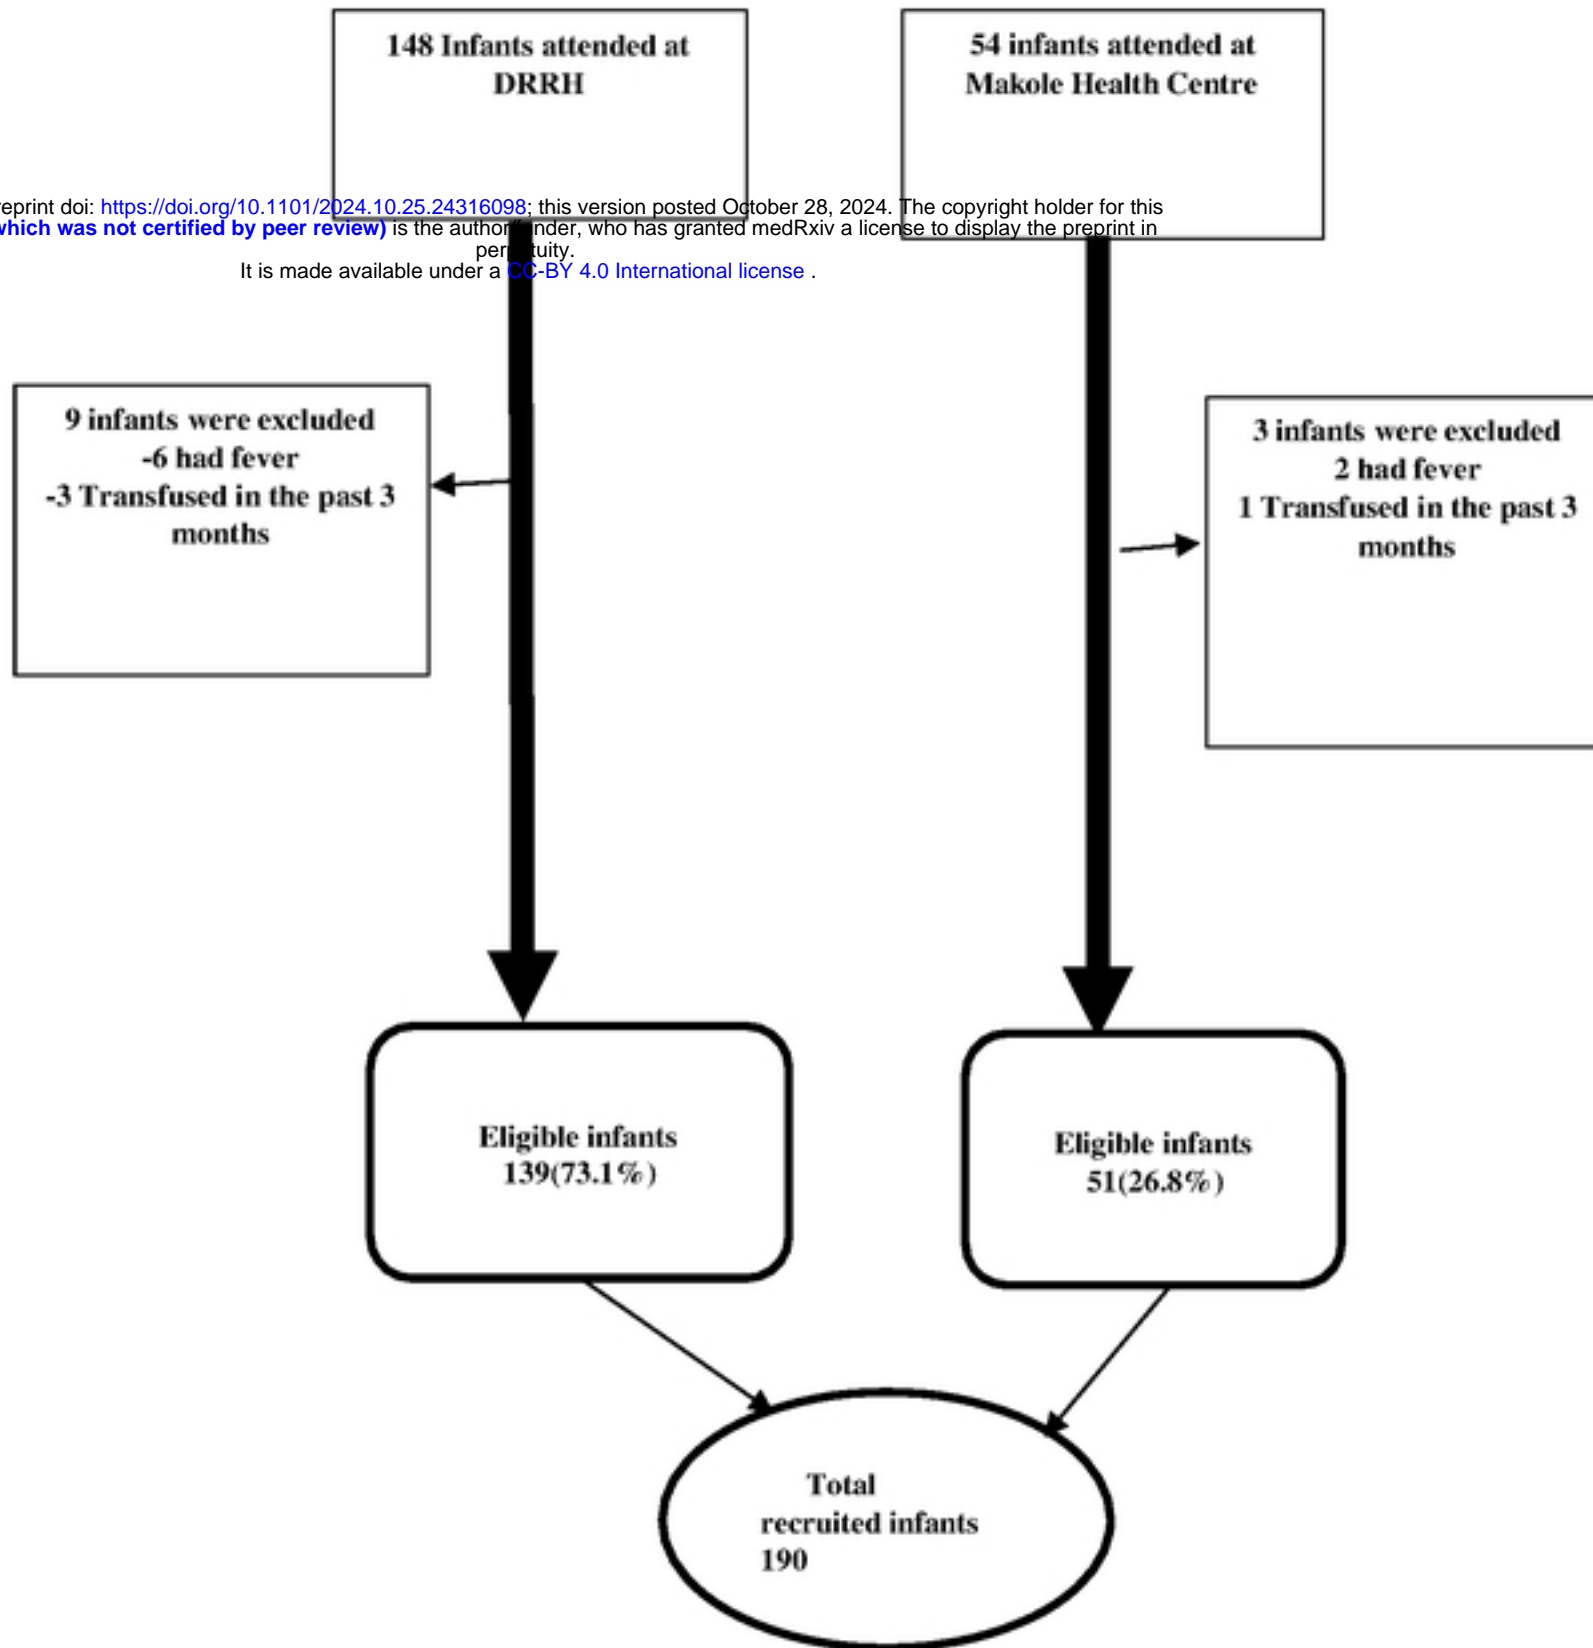 148 Infants attended at
DRRH
54 infants attended at
Makole Health Centre
doi: https://doi.org/10.1101/2024.10.25.24316098; this version posted October 28, 2024. The copyright holder for this
which was not certified by peer review) is the author/funder, who has granted medRxiv a license to display the preprint in
perpetuity.
It is made available under a CC-BY 4.0 International license .
9 infants were excluded
-6 had fever
-3 Transfused in the past 3
months
3 infants were excluded
2 had fever
1 Transfused in the past 3
months
Eligible infants
139(73.1%)
Eligible infants
51(26.8%)
Total
recruited infants
190